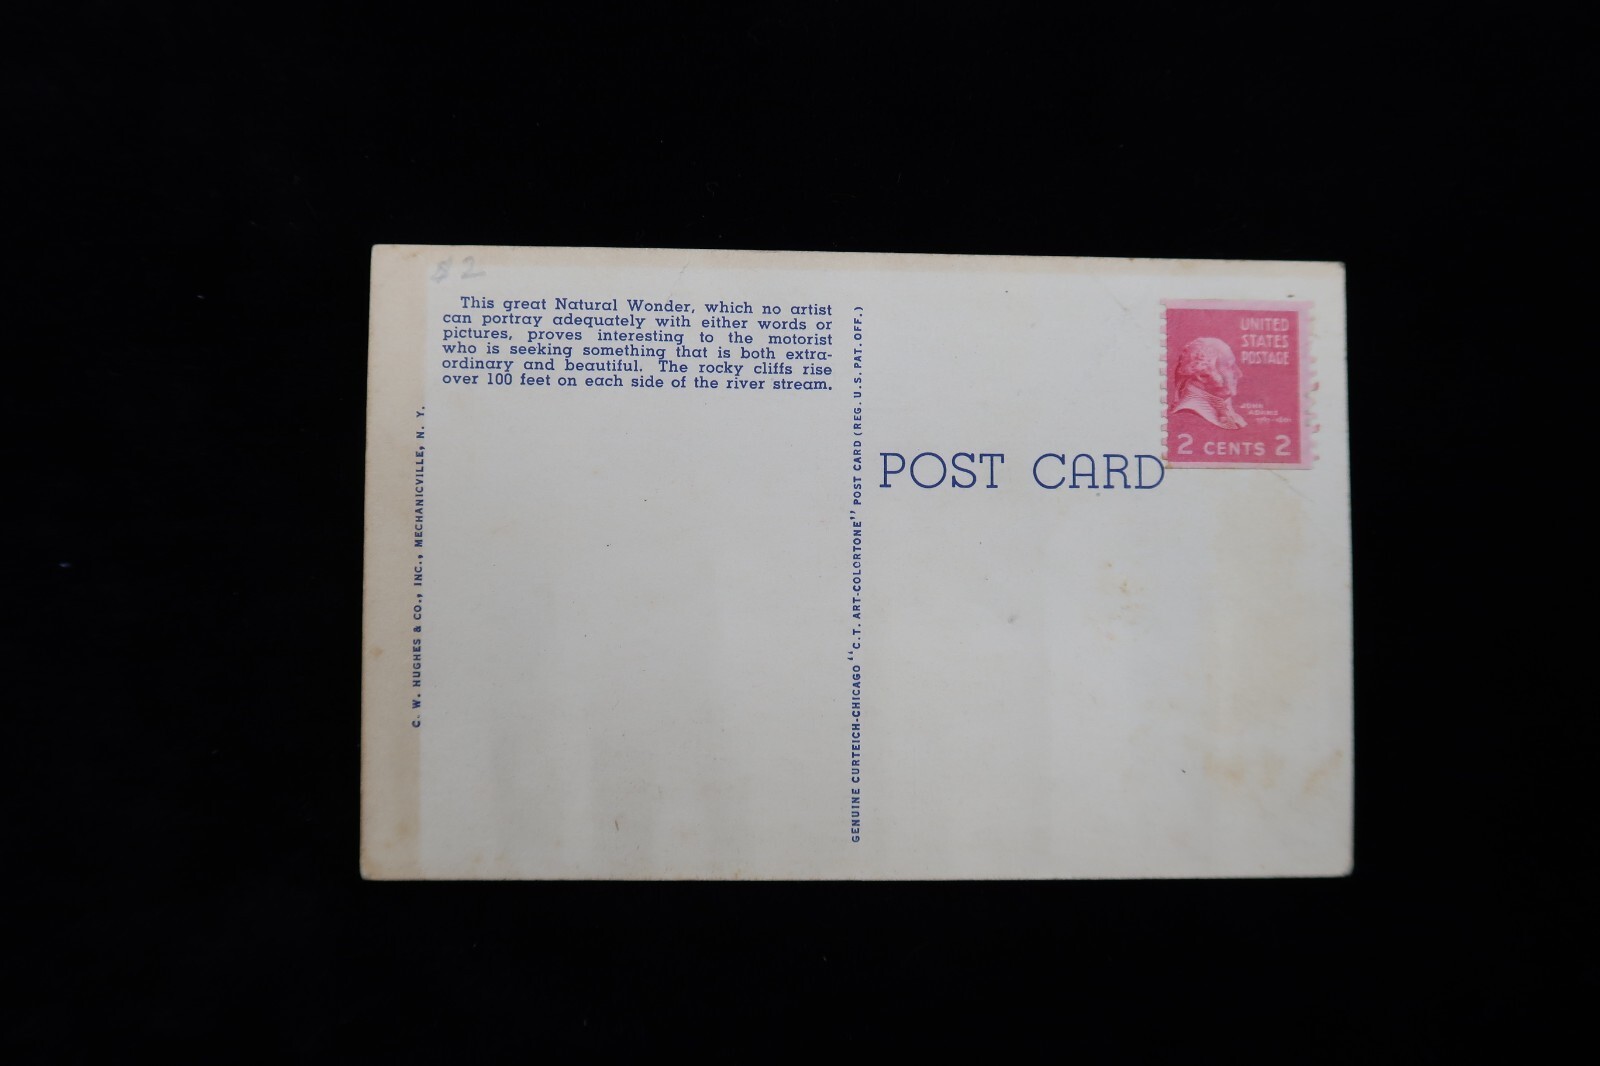 $2
This great Natural Wonder, which no artist
can portray adequately with either words or
pictures, proves interesting to the motorist
who is seeking something that is both extra-
ordinary and beautiful. The rocky cliffs rise
over 100 feet on each side of the river stream.
C. W. HUGHES & CO., INC., MECHANICVILLE, N. Y.
GENUINE CURTEICH-CHICAGO "C.T. ART-COLORTONE" POST CARD (REG. U.S. PAT. OFF.)
POST CARD
UNITED
STATES
POSTAGE
JOHN
ADAMS
2 CENTS 2